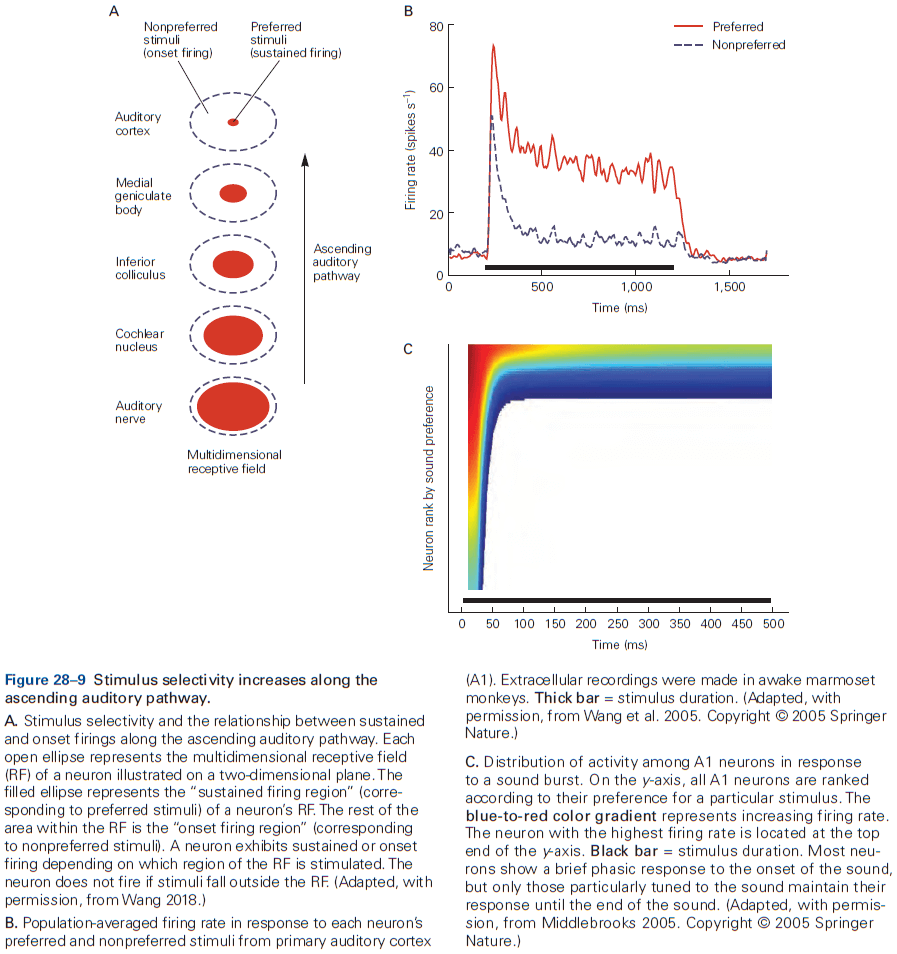 A
Nonpreferred
stimuli
(onset firing)
Preferred
stimuli
(sustained firing)
Auditory
cortex
Medial
geniculate
body
Inferior
colliculus
Cochlear
nucleus
Auditory
nerve
Ascending
auditory
pathway
Multidimensional
receptive field
B
Firing rate (spikes s⁻¹)
80
60
40
20
0
Preferred
Nonpreferred
0 500 1,000 1,500
Time (ms)
C
Neuron rank by sound preference
0 50 100 150 200 250 300 350 400 450 500
Time (ms)
Figure 28–9 Stimulus selectivity increases along the
ascending auditory pathway.
A. Stimulus selectivity and the relationship between sustained
and onset firings along the ascending auditory pathway. Each
open ellipse represents the multidimensional receptive field
(RF) of a neuron illustrated on a two-dimensional plane. The
filled ellipse represents the “sustained firing region” (corre-
sponding to preferred stimuli) of a neuron’s RF. The rest of the
area within the RF is the “onset firing region” (corresponding
to nonpreferred stimuli). A neuron exhibits sustained or onset
firing depending on which region of the RF is stimulated. The
neuron does not fire if stimuli fall outside the RF. (Adapted, with
permission, from Wang 2018.)
B. Population-averaged firing rate in response to each neuron’s
preferred and nonpreferred stimuli from primary auditory cortex
(A1). Extracellular recordings were made in awake marmoset
monkeys. Thick bar = stimulus duration. (Adapted, with
permission, from Wang et al. 2005. Copyright © 2005 Springer
Nature.)
C. Distribution of activity among A1 neurons in response
to a sound burst. On the y-axis, all A1 neurons are ranked
according to their preference for a particular stimulus. The
blue-to-red color gradient represents increasing firing rate.
The neuron with the highest firing rate is located at the top
end of the y-axis. Black bar = stimulus duration. Most neu-
rons show a brief phasic response to the onset of the sound,
but only those particularly tuned to the sound maintain their
response until the end of the sound. (Adapted, with permis-
sion, from Middlebrooks 2005. Copyright © 2005 Springer
Nature.)